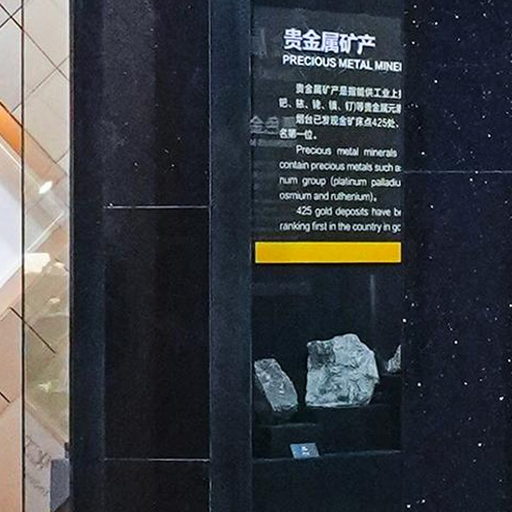 贵金属矿产
PRECIOUS METAL MINE
贵金属矿产是指能供工业上
钯、铱、铑、锇、钌)等贵金属元
烟台已发现金矿床点425处、
名第一位。
Precious metal minerals
contain precious metals such
num group (platinum palladiu
osmium and ruthenium)。
425 gold deposits have
ranking first in the country in